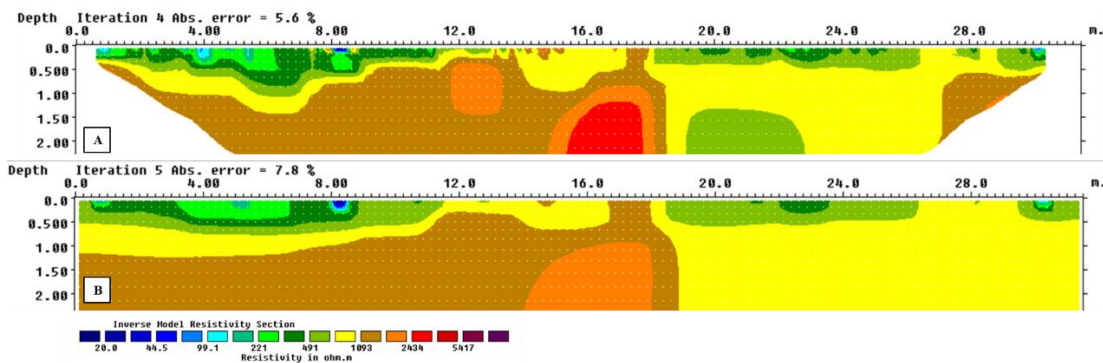 Depth Iteration 4 Abs. error = 5.6 %
0.0 4.00 8.00 12.0 16.0 20.0 24.0 28.0 m.
0.0
0.500
1.00
1.50
2.00
A
Depth Iteration 5 Abs. error = 7.8 %
0.0 4.00 8.00 12.0 16.0 20.0 24.0 28.0 m.
0.0
0.500
1.00
1.50
2.00
B
Inverse Model Resistivity Section
20.0 44.5 99.1 221 491 1093 2434 5417
Resistivity in ohm.m